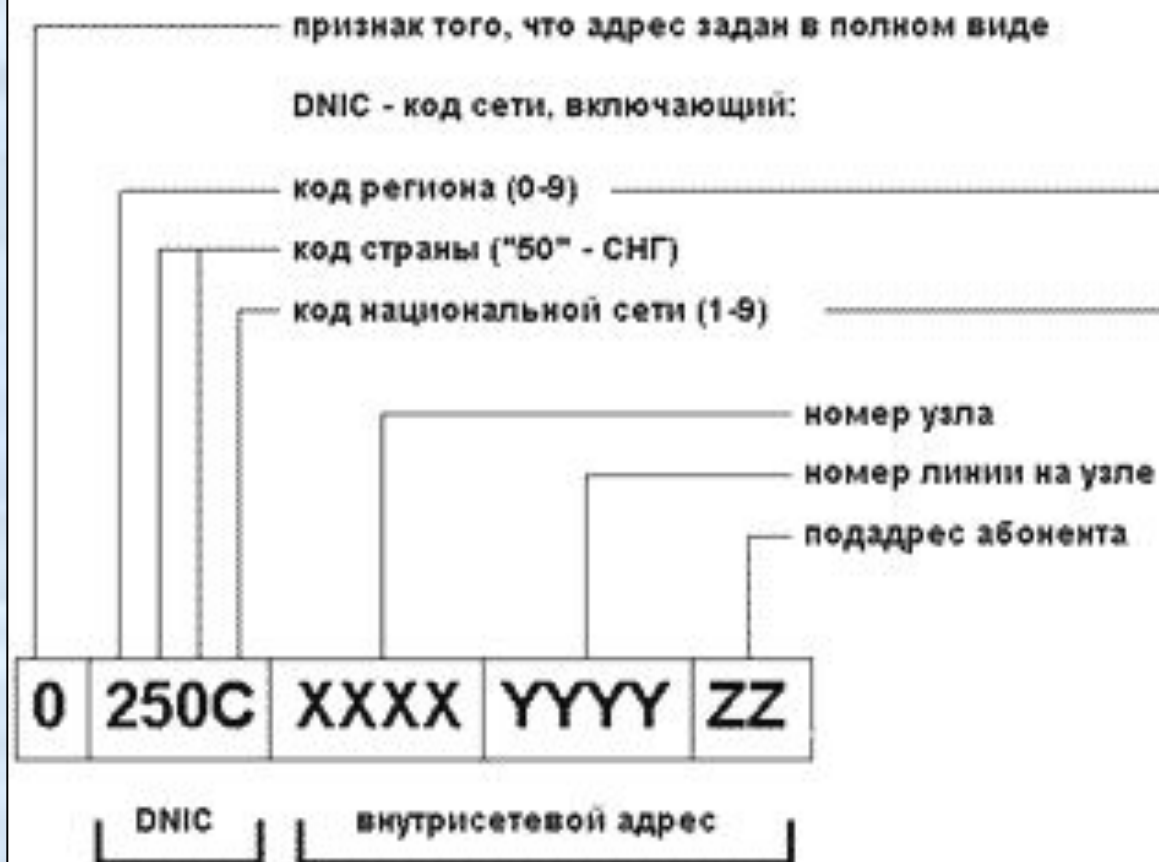 признак того, что адрес задан в полном виде
DNIC - код сети, включающий:
код региона (0-9)
код страны ("50" - СНГ)
код национальной сети (1-9)
номер узла
номер линии на узле
подадрес абонента
0 250C XXXX YYYY ZZ
DNIC внутрисетевой адрес